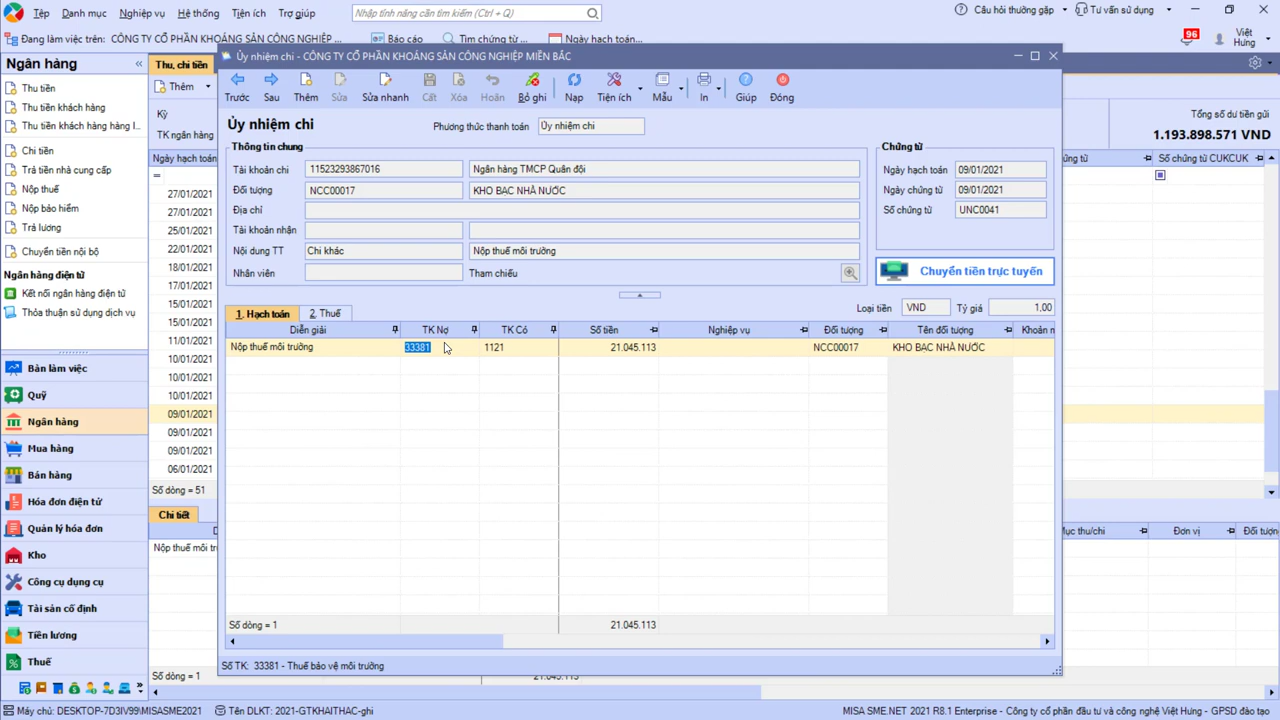 Tệp Danh mục Nghiệp vụ Hệ thống Tiện ích Trợ giúp Nhập tính năng cần tìm kiếm (Ctrl + Q) Câu hỏi thường gặp Tư vấn sử dụng
Đang làm việc trên: CÔNG TY CỔ PHẦN KHOÁNG SẢN CÔNG NGHIỆP Báo cáo Tìm chứng từ... Ngày hạch toán... 96 Việt Hưng
Ngân hàng
Thu, chi tiền
Thu tiền
Thu tiền khách hàng
Thu tiền khách hàng hàng l
Chi tiền
Trả tiền nhà cung cấp
Nộp thuế
Nộp bảo hiểm
Trả lương
Chuyển tiền nội bộ
Ngân hàng điện tử
Kết nối ngân hàng điện tử
Thỏa thuận sử dụng dịch vụ
Bàn làm việc
Quỹ
Ngân hàng
Mua hàng
Bán hàng
Hóa đơn điện tử
Quản lý hóa đơn
Kho
Công cụ dụng cụ
Tài sản cố định
Tiền lương
Thuế
Thêm
Kỳ
TK ngân hàng
Ngày hạch toán
=
27/01/2021
27/01/2021
25/01/2021
22/01/2021
18/01/2021
17/01/2021
15/01/2021
15/01/2021
11/01/2021
10/01/2021
10/01/2021
10/01/2021
09/01/2021
09/01/2021
09/01/2021
06/01/2021
Số dòng = 51
Chi tiết
Nộp thuế môi trư
Số dòng = 1
Ủy nhiệm chi - CÔNG TY CỔ PHẦN KHOÁNG SẢN CÔNG NGHIỆP MIỀN BẮC
Trước Sau Thêm Sửa Sửa nhanh Cất Xóa Hoãn Bỏ ghi Nạp Tiện ích Mẫu In Giúp Đóng
Ủy nhiệm chi
Phương thức thanh toán Ủy nhiệm chi
Thông tin chung
Tài khoản chi 11523293867016 Ngân hàng TMCP Quân đội
Đối tượng NCC00017 KHO BẠC NHÀ NƯỚC
Địa chỉ
Tài khoản nhận
Nội dung TT Chi khác Nộp thuế môi trường
Nhân viên Tham chiếu
Chứng từ
Ngày hạch toán 09/01/2021
Ngày chứng từ 09/01/2021
Số chứng từ UNC0041
Chuyển tiền trực tuyến
1. Hạch toán 2. Thuế Loại tiền VND Tỷ giá 1,00
Diễn giải TK Nợ TK Có Số tiền Nghiệp vụ Đối tượng Tên đối tượng Khoản m
Nộp thuế môi trường 33381 1121 21.045.113 NCC00017 KHO BẠC NHÀ NƯỚC
Số dòng = 1 21.045.113
Số TK: 33381 - Thuế bảo vệ môi trường
Tổng số dư tiền gửi
1.193.898.571 VND
Số chứng từ CUKCUK
Mục thu/chi Đơn vị Đối tượng
21.045.113
Máy chủ: DESKTOP-7D3IV99\MISASME2021 Tên DLKT: 2021-GTKHAITHAC-ghi MISA SME.NET 2021 R8.1 Enterprise - Công ty cổ phần đầu tư và công nghệ Việt Hưng - GPSD đào tạo